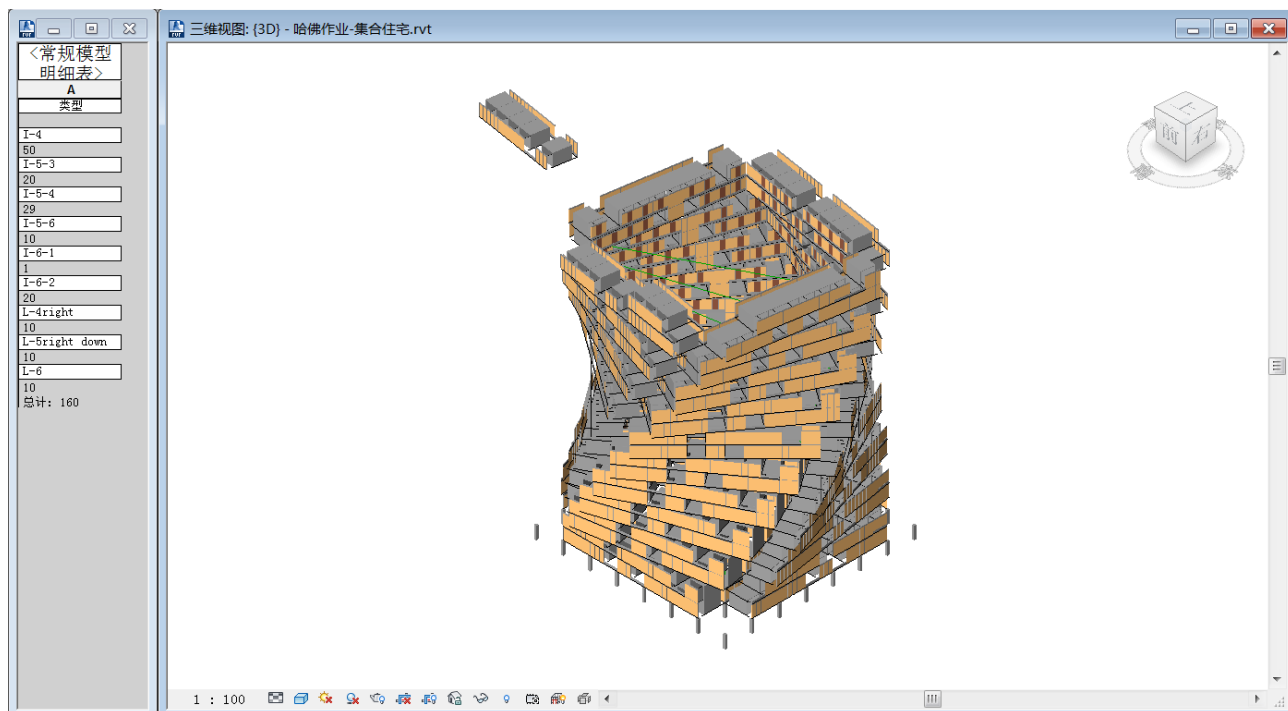 <常规模型
明细表>
A
类型
I-4
50
I-5-3
20
I-5-4
29
I-5-6
10
I-6-1
1
I-6-2
20
L-4right
10
L-5right down
10
L-6
10
总计: 160
三维视图: {3D} - 哈佛作业-集合住宅.rvt
上
前
右
1 : 100